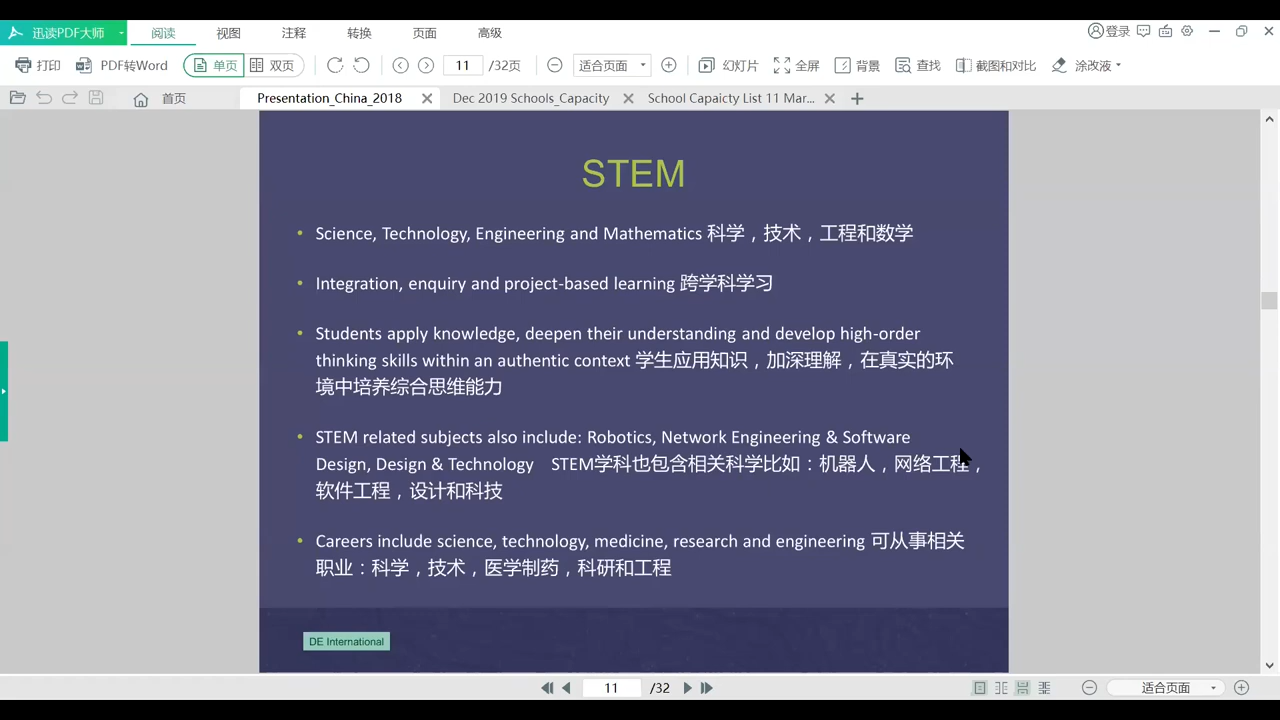 迅读PDF大师 阅读 视图 注释 转换 页面 高级 登录
打印 PDF转Word 单页 双页 11 /32页 适合页面 幻灯片 全屏 背景 查找 截图和对比 涂改液
首页 Presentation_China_2018 Dec 2019 Schools_Capacity School Capaicty List 11 Mar...
STEM
• Science, Technology, Engineering and Mathematics 科学，技术，工程和数学
• Integration, enquiry and project-based learning 跨学科学习
• Students apply knowledge, deepen their understanding and develop high-order
thinking skills within an authentic context 学生应用知识，加深理解，在真实的环
境中培养综合思维能力
• STEM related subjects also include: Robotics, Network Engineering & Software
Design, Design & Technology STEM学科也包含相关科学比如：机器人，网络工程，
软件工程，设计和科技
• Careers include science, technology, medicine, research and engineering 可从事相关
职业：科学，技术，医学制药，科研和工程
DE International
11 /32 适合页面